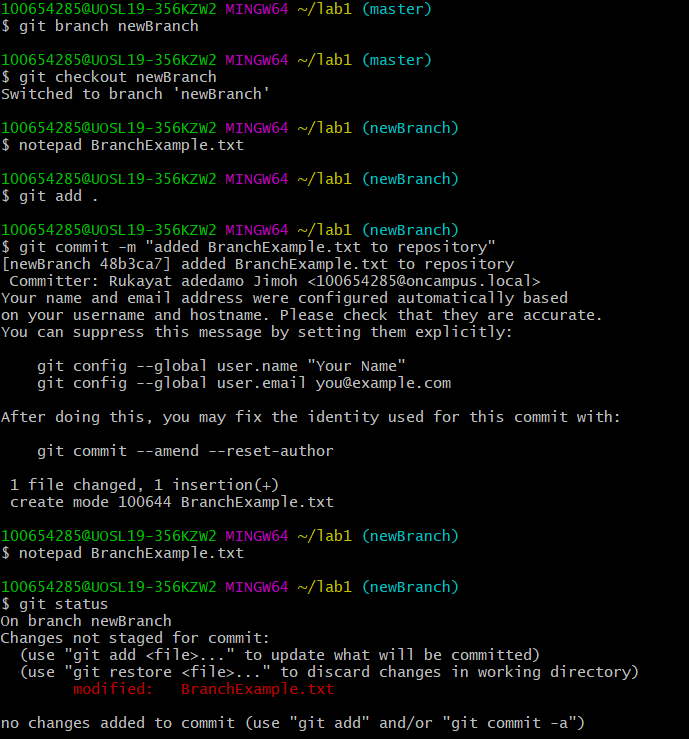 100654285@UOSL19-356KZW2 MINGW64 ~/lab1 (master)
$ git branch newBranch

100654285@UOSL19-356KZW2 MINGW64 ~/lab1 (master)
$ git checkout newBranch
Switched to branch 'newBranch'

100654285@UOSL19-356KZW2 MINGW64 ~/lab1 (newBranch)
$ notepad BranchExample.txt

100654285@UOSL19-356KZW2 MINGW64 ~/lab1 (newBranch)
$ git add .

100654285@UOSL19-356KZW2 MINGW64 ~/lab1 (newBranch)
$ git commit -m "added BranchExample.txt to repository"
[newBranch 48b3ca7] added BranchExample.txt to repository
 Committer: Rukayat adedamo Jimoh <100654285@oncampus.local>
Your name and email address were configured automatically based
on your username and hostname. Please check that they are accurate.
You can suppress this message by setting them explicitly:

    git config --global user.name "Your Name"
    git config --global user.email you@example.com

After doing this, you may fix the identity used for this commit with:

    git commit --amend --reset-author

 1 file changed, 1 insertion(+)
 create mode 100644 BranchExample.txt

100654285@UOSL19-356KZW2 MINGW64 ~/lab1 (newBranch)
$ notepad BranchExample.txt

100654285@UOSL19-356KZW2 MINGW64 ~/lab1 (newBranch)
$ git status
On branch newBranch
Changes not staged for commit:
  (use "git add <file>..." to update what will be committed)
  (use "git restore <file>..." to discard changes in working directory)
        modified:   BranchExample.txt

no changes added to commit (use "git add" and/or "git commit -a")